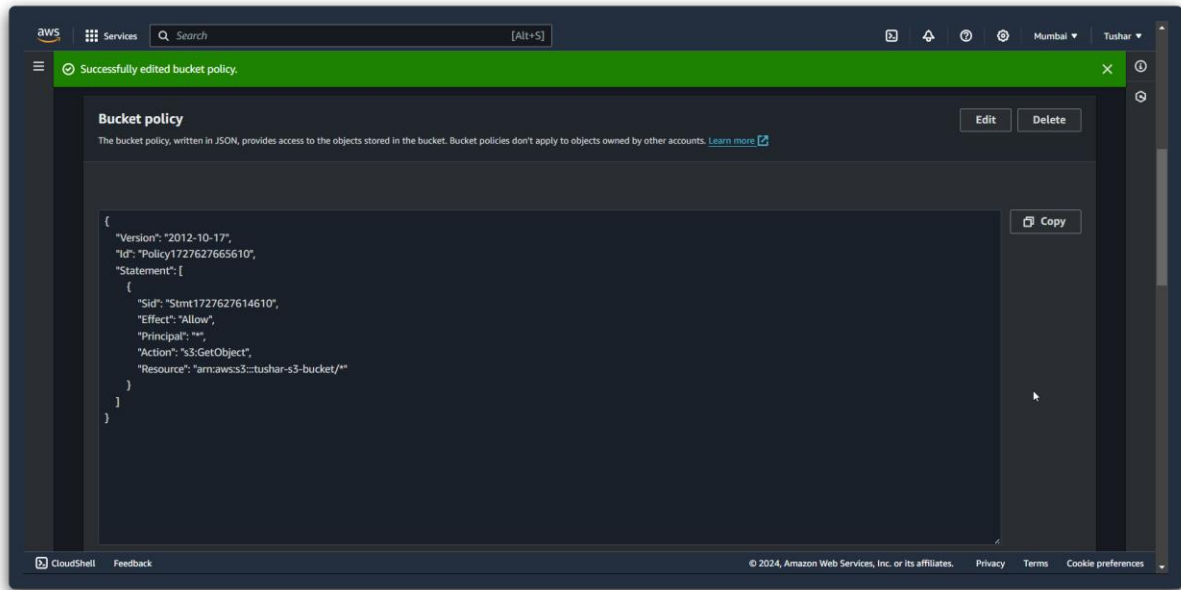 aws Services Search [Alt+S] Mumbai ▼ Tushar ▼
Successfully edited bucket policy.
Bucket policy Edit Delete
The bucket policy, written in JSON, provides access to the objects stored in the bucket. Bucket policies don't apply to objects owned by other accounts. Learn more
Copy
{
"Version": "2012-10-17",
"Id": "Policy1727627665610",
"Statement": [
{
"Sid": "Stmt1727627614610",
"Effect": "Allow",
"Principal": "*",
"Action": "s3:GetObject",
"Resource": "arn:aws:s3:::tushar-s3-bucket/*"
}
]
}
CloudShell Feedback © 2024, Amazon Web Services, Inc. or its affiliates. Privacy Terms Cookie preferences